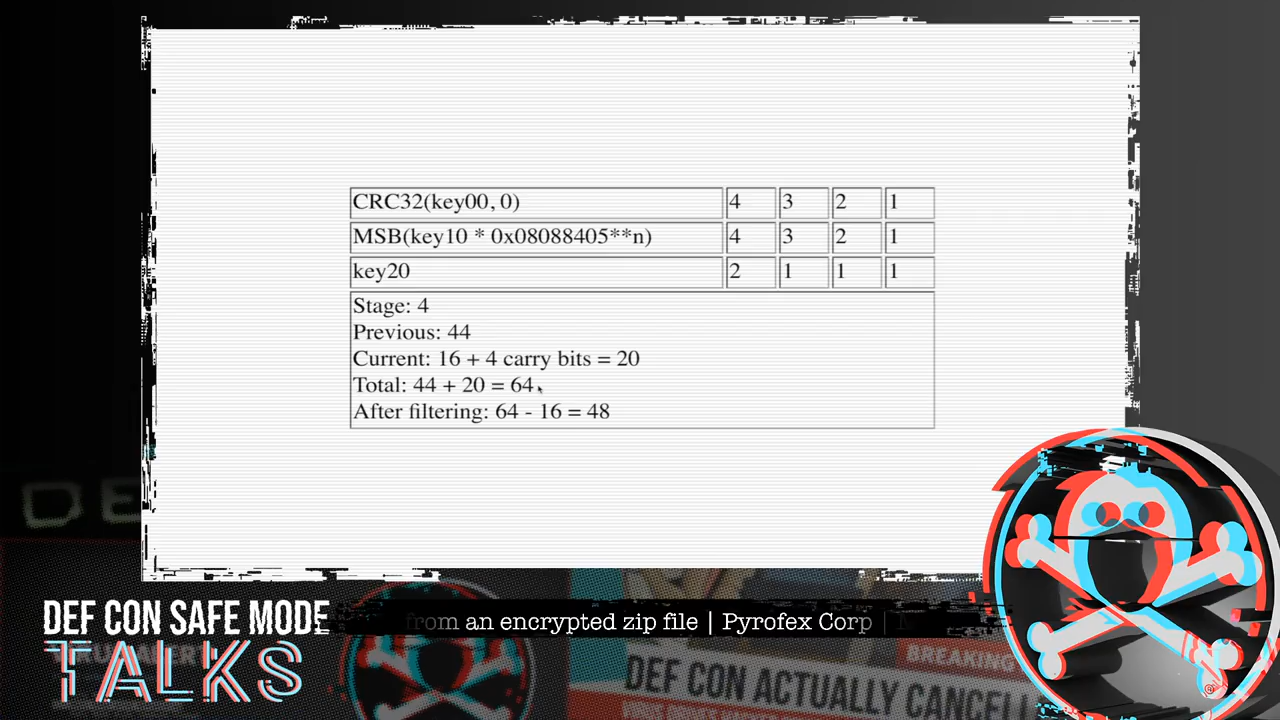 CRC32(key00, 0) 4 3 2 1
MSB(key10 * 0x08088405**n) 4 3 2 1
key20 2 1 1 1
Stage: 4
Previous: 44
Current: 16 + 4 carry bits = 20
Total: 44 + 20 = 64
After filtering: 64 - 16 = 48
DEF CON SAFE MODE
TALKS
from an encrypted zip file | Pyrofex Corp |
BREAKING
DEF CON ACTUALLY CANCELL